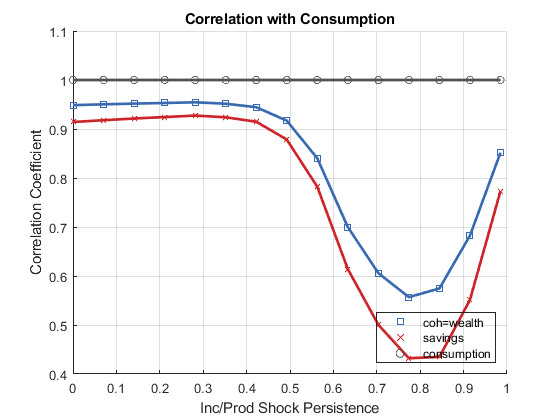 Correlation with Consumption
1.1
1
0.9
0.8
0.7
0.6
0.5
0.4
Correlation Coefficient
coh=wealth
savings
consumption
0 0.1 0.2 0.3 0.4 0.5 0.6 0.7 0.8 0.9 1
Inc/Prod Shock Persistence